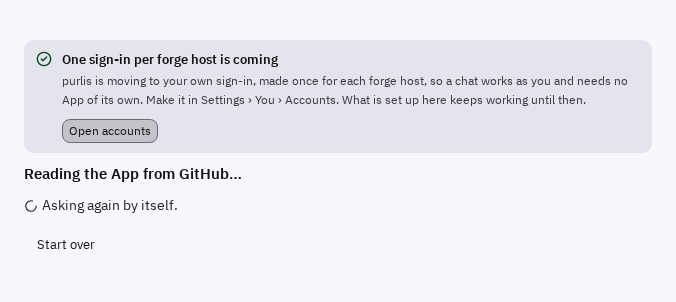 One sign-in per forge host is coming
purlis is moving to your own sign-in, made once for each forge host, so a chat works as you and needs no
App of its own. Make it in Settings › You › Accounts. What is set up here keeps working until then.
Open accounts
Reading the App from GitHub…
Asking again by itself.
Start over